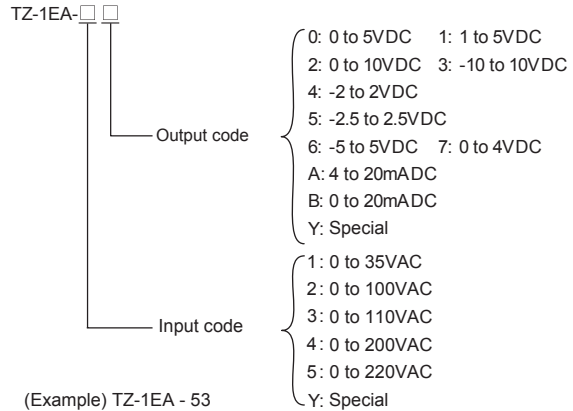 TZ-1EA-□ □
0: 0 to 5VDC 1: 1 to 5VDC
2: 0 to 10VDC 3: -10 to 10VDC
4: -2 to 2VDC
5: -2.5 to 2.5VDC
Output code
6: -5 to 5VDC 7: 0 to 4VDC
A: 4 to 20mADC
B: 0 to 20mADC
Y: Special
1: 0 to 35VAC
2: 0 to 100VAC
3: 0 to 110VAC
Input code
4: 0 to 200VAC
5: 0 to 220VAC
(Example) TZ-1EA - 53
Y: Special